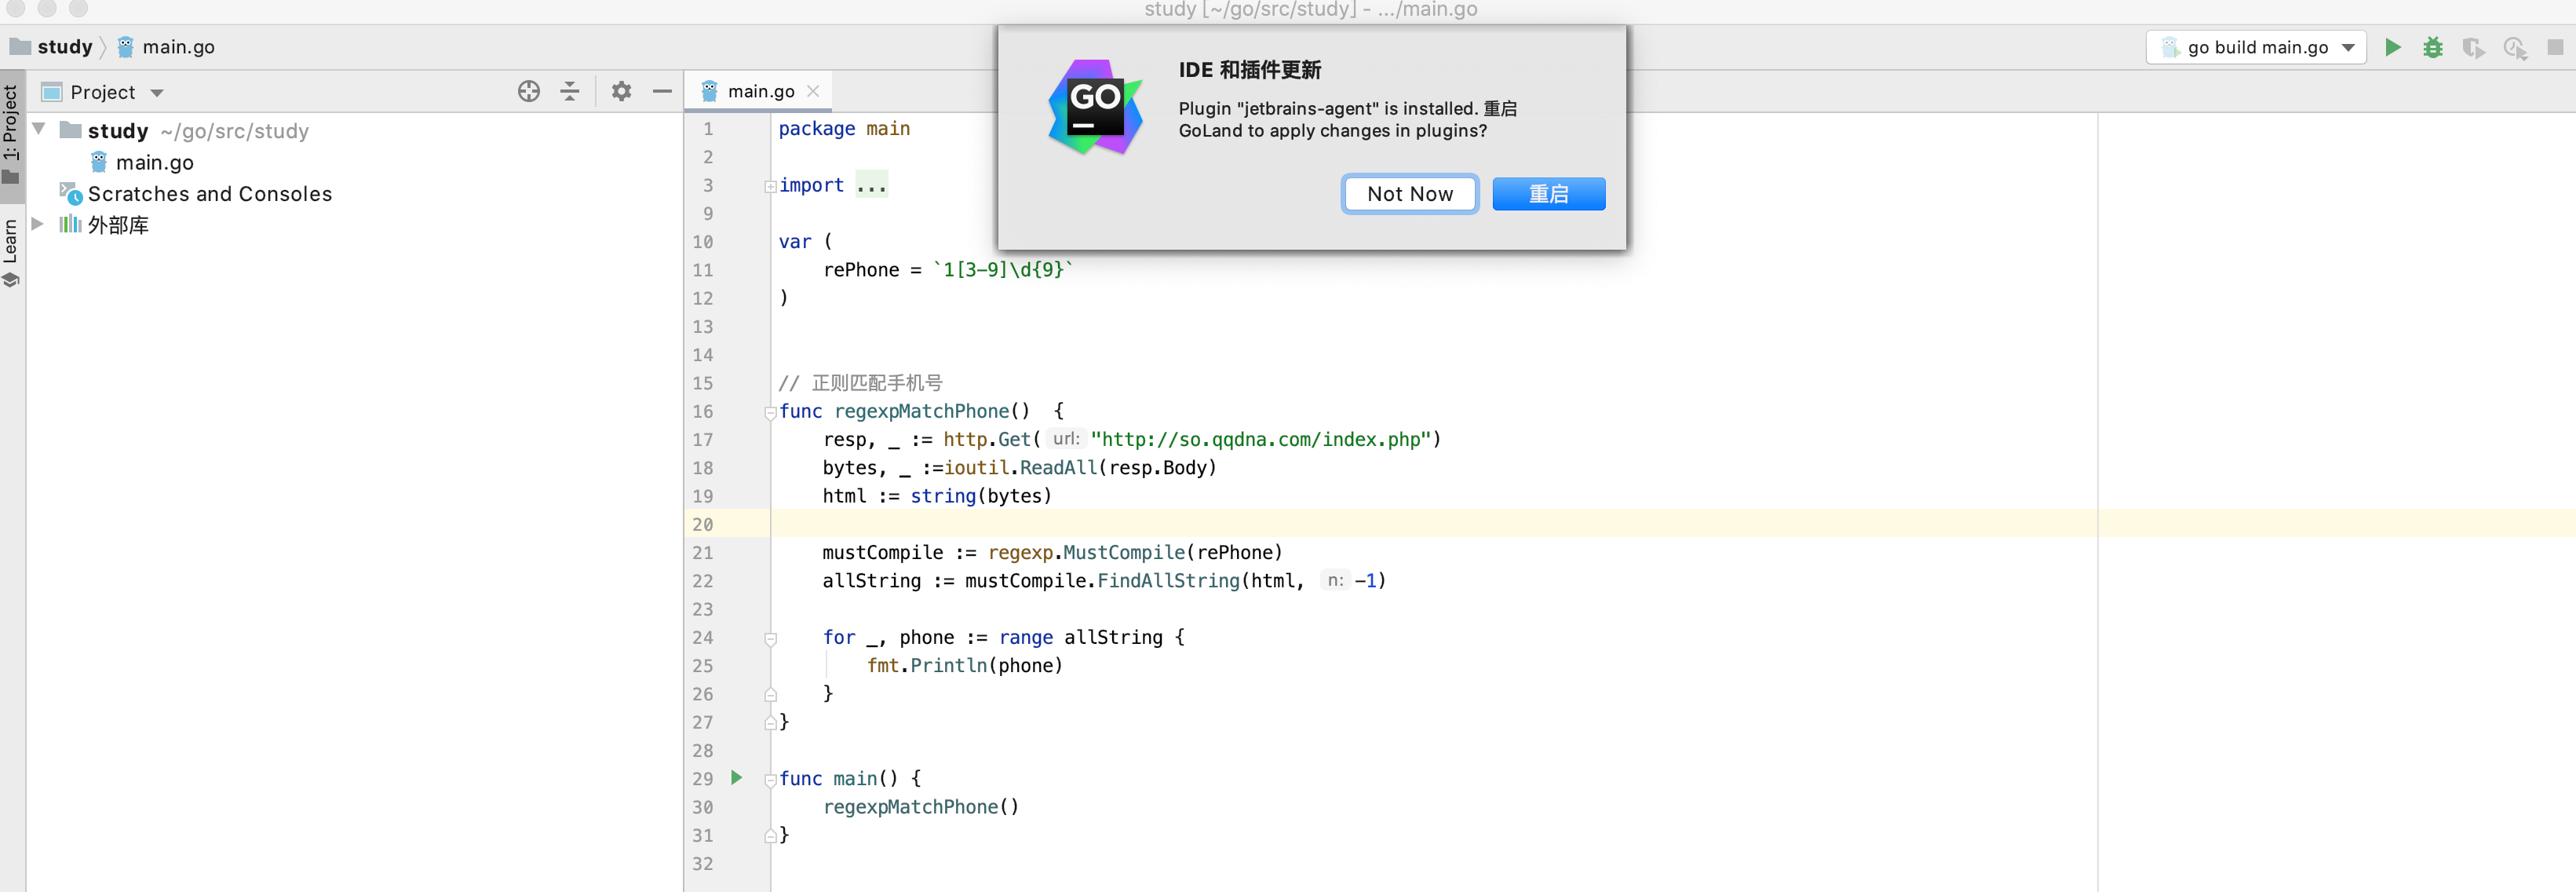 study [~/go/src/study] - .../main.go
study
main.go
go build main.go
IDE 和插件更新
Plugin "jetbrains-agent" is installed. 重启
GoLand to apply changes in plugins?
Not Now
重启
GO
1: Project
Learn
Project
study ~/go/src/study
main.go
Scratches and Consoles
外部库
main.go
1 package main
2
3 import ...
9
10 var (
11 rePhone = `1[3-9]\d{9}`
12 )
13
14
15 // 正则匹配手机号
16 func regexpMatchPhone()  {
17 resp, _ := http.Get( url: "http://so.qqdna.com/index.php")
18 bytes, _ :=ioutil.ReadAll(resp.Body)
19 html := string(bytes)
20
21 mustCompile := regexp.MustCompile(rePhone)
22 allString := mustCompile.FindAllString(html, n: -1)
23
24 for _, phone := range allString {
25 fmt.Println(phone)
26 }
27 }
28
29 func main() {
30 regexpMatchPhone()
31 }
32